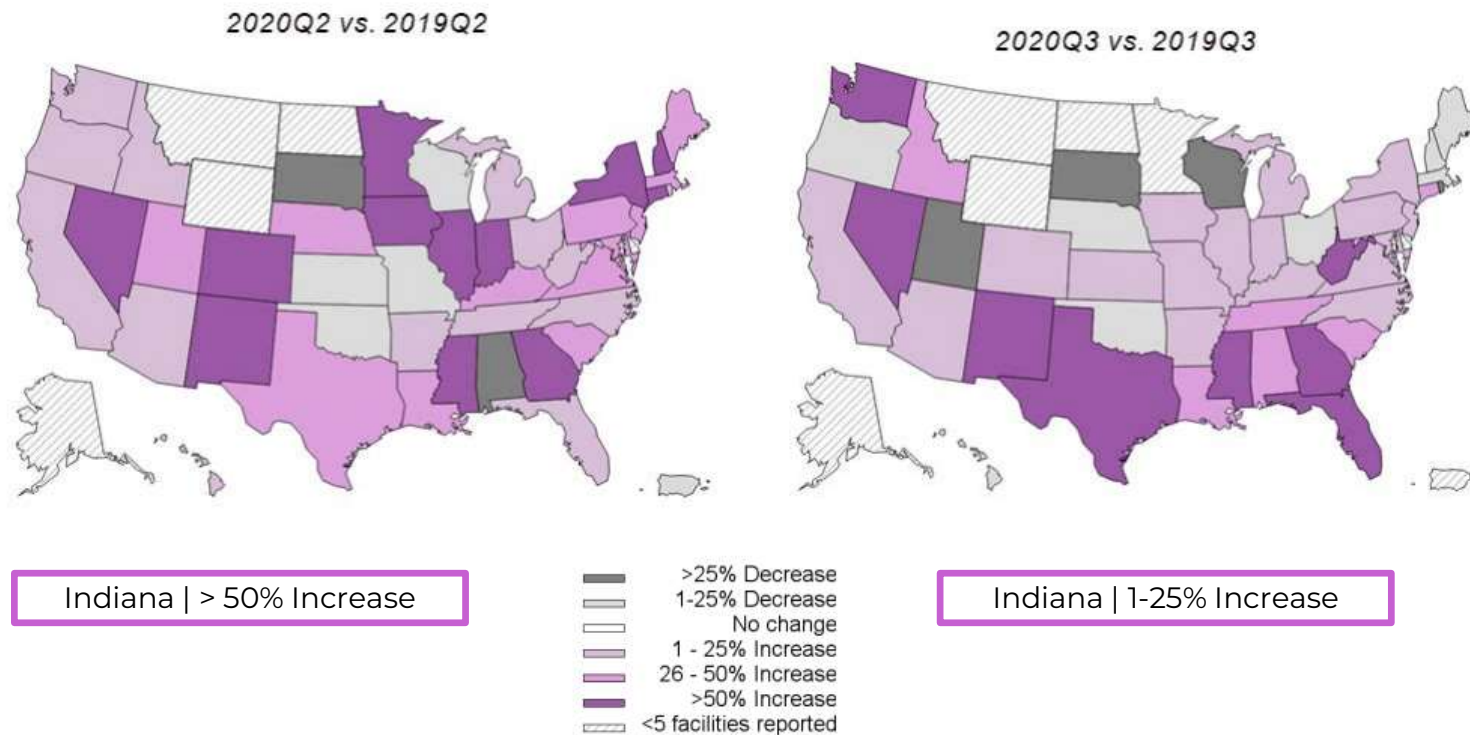 2020Q2 vs. 2019Q2
2020Q3 vs. 2019Q3
Indiana | > 50% Increase
>25% Decrease
1-25% Decrease
No change
1 - 25% Increase
26 - 50% Increase
>50% Increase
<5 facilities reported
Indiana | 1-25% Increase